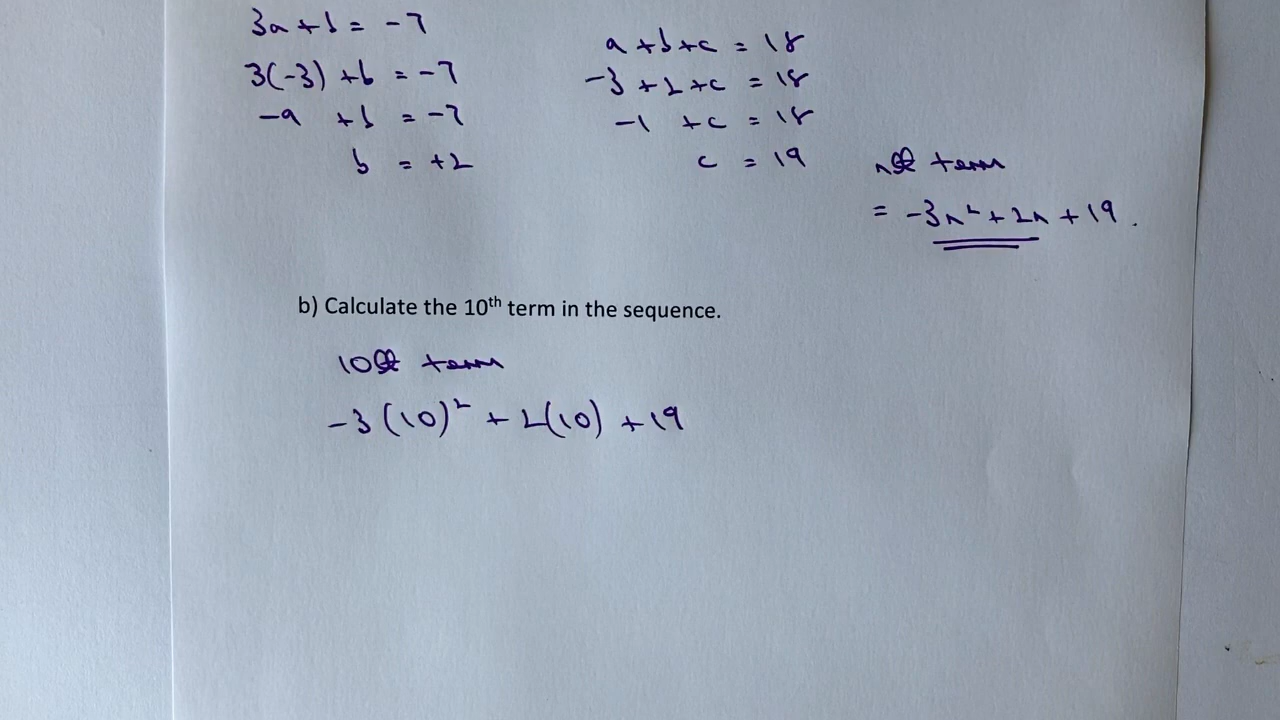 3a + b = -7
3(-3) + b = -7
-9 + b = -7
b = +2
a + b + c = 18
-3 + 2 + c = 18
-1 + c = 18
c = 19
nth term
= -3n² + 2n + 19.
b) Calculate the 10th term in the sequence.
10th term
-3(10)² + 2(10) + 19